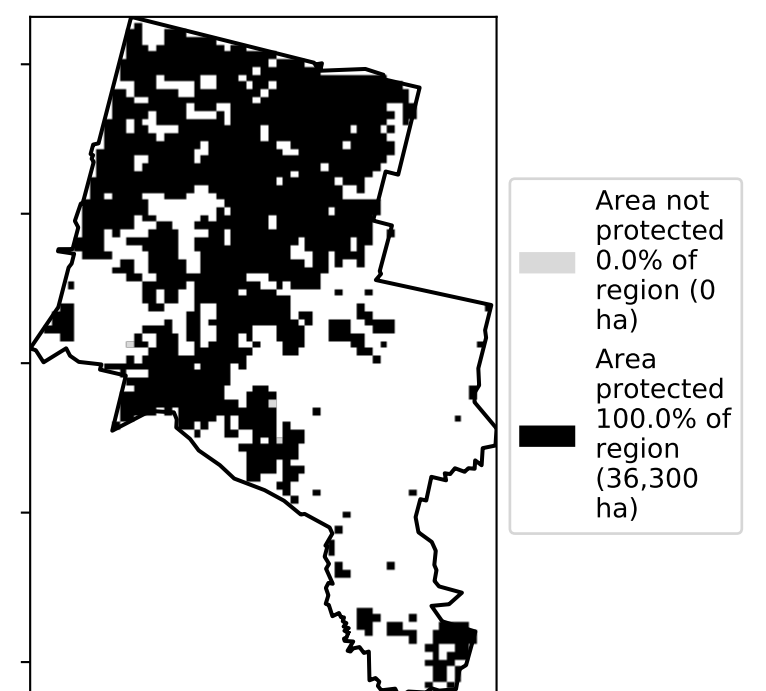 Area not
protected
0.0% of
region (0
ha)
Area
protected
100.0% of
region
(36,300
ha)